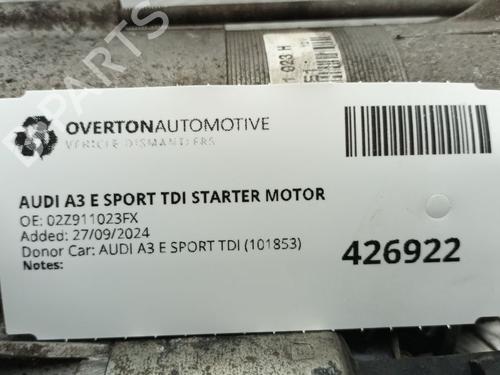 023 H
OVERTONAUTOMOTIVE
VEHICLE DISMANTLERS
AUDI A3 E SPORT TDI STARTER MOTOR
OE: 02Z911023FX
Added: 27/09/2024
Donor Car: AUDI A3 E SPORT TDI (101853)
Notes:
426922
B-PARTS